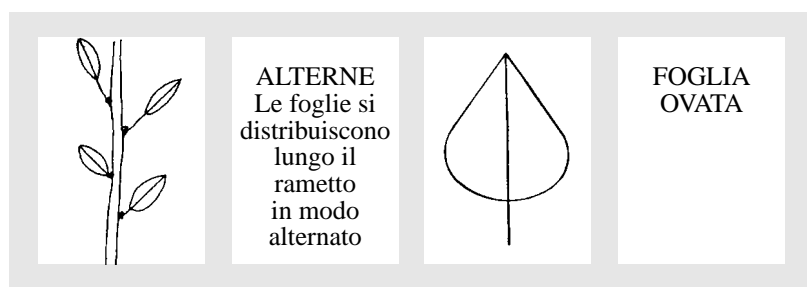 ALTERNE
Le foglie si
distribuiscono
lungo il
rametto
in modo
alternato
FOGLIA
OVATA